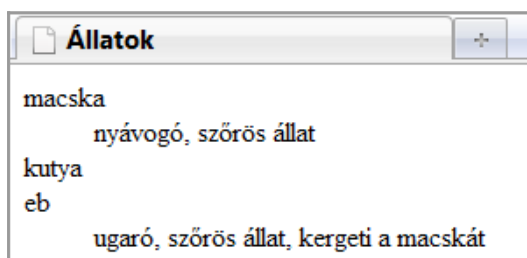 Állatok
macska
nyávogó, szőrös állat
kutya
eb
ugaró, szőrös állat, kergeti a macskát